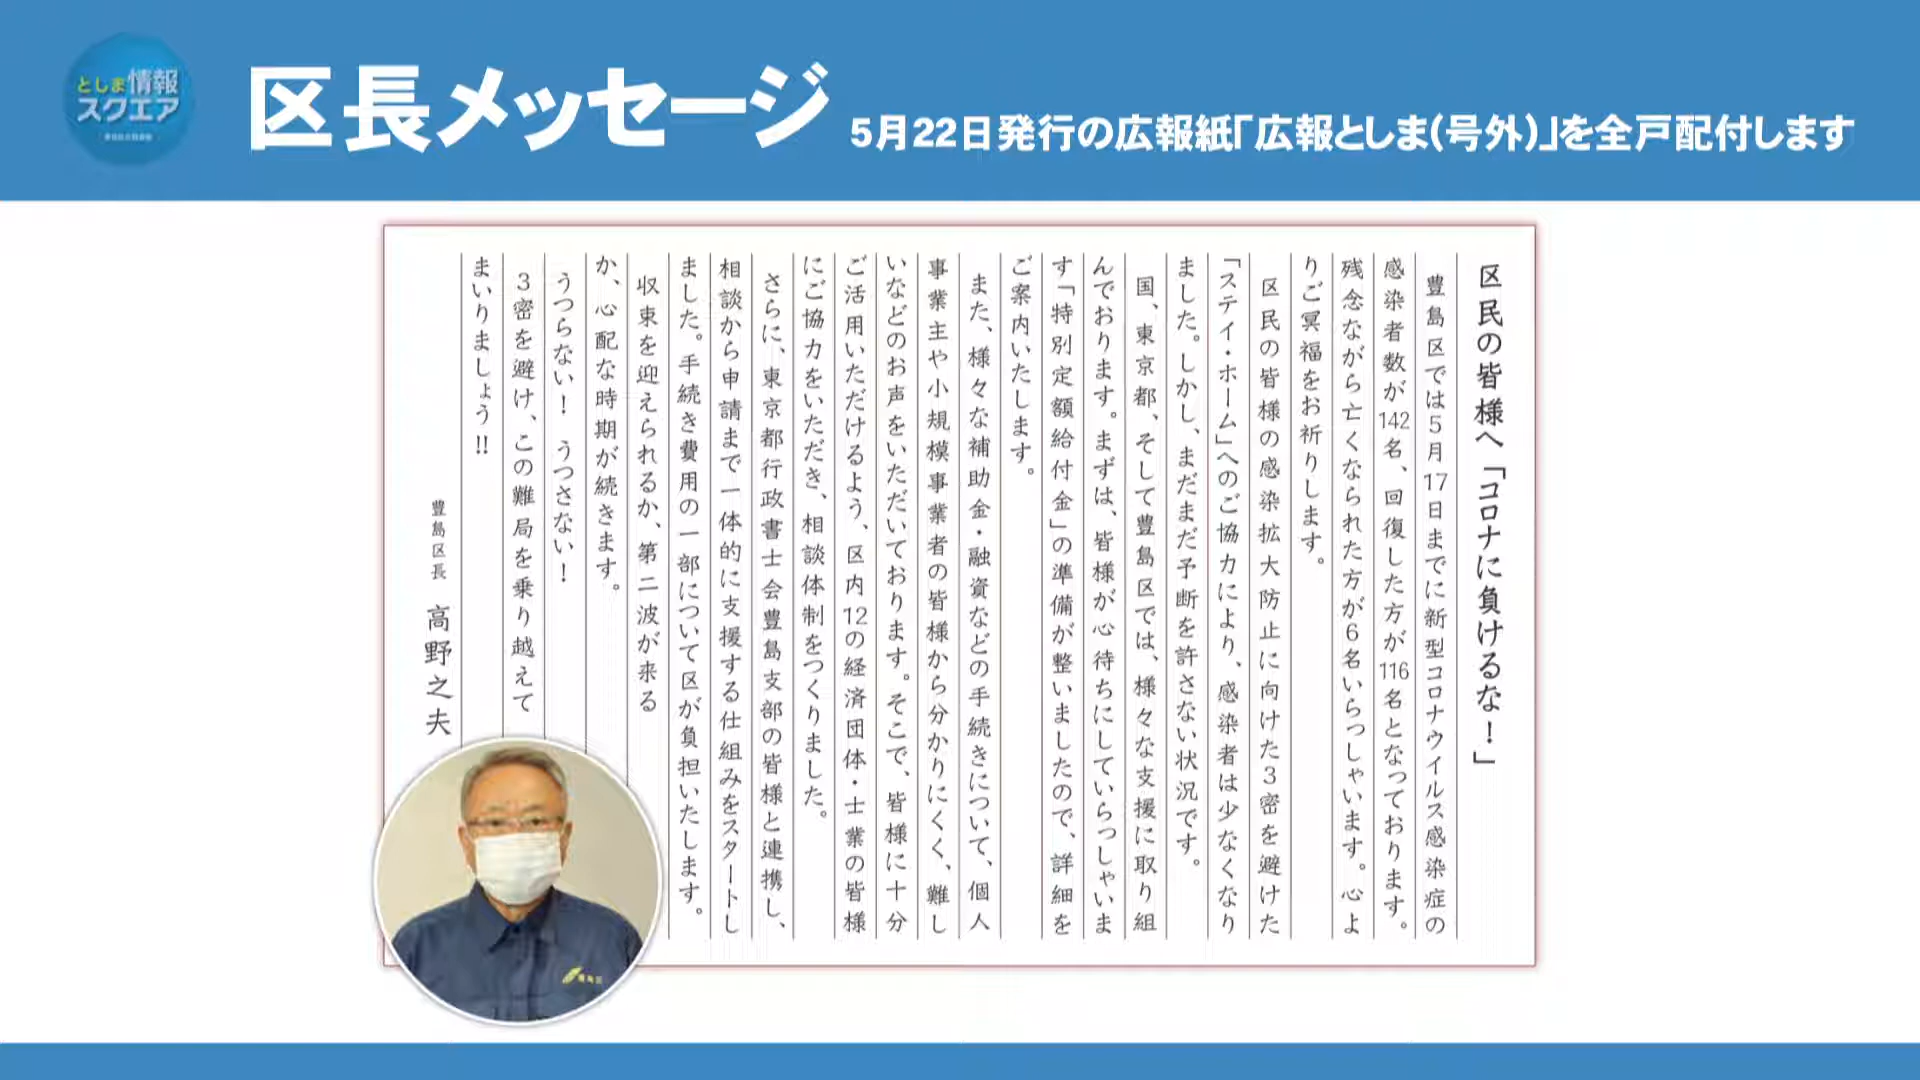 としま情報
スクエア
区長メッセージ
5月22日発行の広報紙「広報としま(号外)」を全戸配付します
区民の皆様へ「コロナに負けるな！」
豊島区では5月17日までに新型コロナウイルス感染症の
感染者数が142名、回復した方が116名となっております。
残念ながら亡くなられた方が6名いらっしゃいます。心よ
りご冥福をお祈りします。
区民の皆様の感染拡大防止に向けた3密を避けた
「ステイ・ホーム」へのご協力により、感染者は少なくなり
ました。しかし、まだまだ予断を許さない状況です。
国、東京都、そして豊島区では、様々な支援に取り組
んでおります。まずは、皆様が心待ちにしていらっしゃいま
す「特別定額給付金」の準備が整いましたので、詳細を
ご案内いたします。
また、様々な補助金・融資などの手続きについて、個人
事業主や小規模事業者の皆様から分かりにくく、難し
いなどのお声をいただいております。そこで、皆様に十分
ご活用いただけるよう、区内12の経済団体・士業の皆様
にご協力をいただき、相談体制をつくりました。
さらに、東京都行政書士会豊島支部の皆様と連携し、
相談から申請まで一体的に支援する仕組みをスタートし
ました。手続き費用の一部について区が負担いたします。
収束を迎えられるか、第二波が来る
か、心配な時期が続きます。
うつらない！うつさない！
3密を避け、この難局を乗り越えて
まいりましょう!!
豊島区長 高野之夫